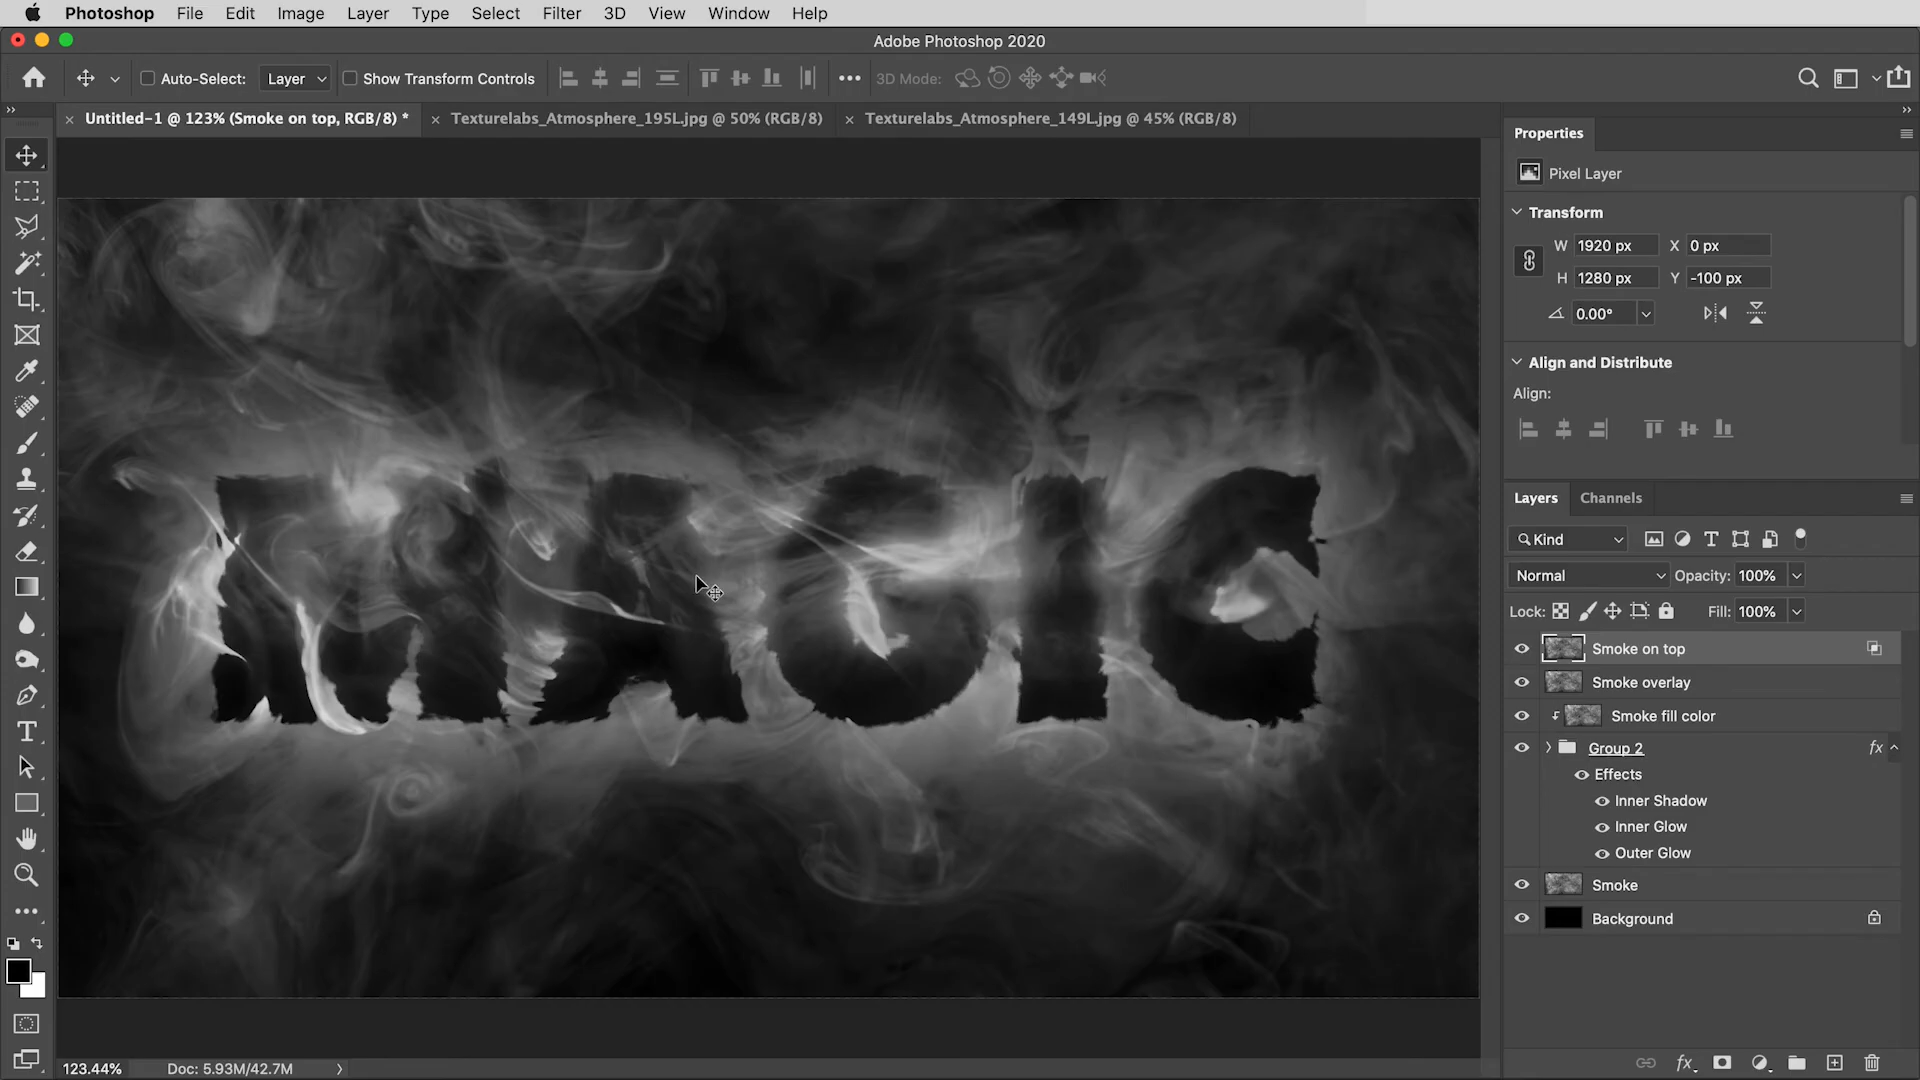 Photoshop File Edit Image Layer Type Select Filter 3D View Window Help
Adobe Photoshop 2020
Auto-Select: Layer Show Transform Controls 3D Mode:
Untitled-1 @ 123% (Smoke on top, RGB/8) * Texturelabs_Atmosphere_195L.jpg @ 50% (RGB/8) Texturelabs_Atmosphere_149L.jpg @ 45% (RGB/8)
Properties
Pixel Layer
Transform
W 1920 px X 0 px
H 1280 px Y -100 px
0.00°
Align and Distribute
Align:
MAGIC
Layers Channels
Kind
Normal Opacity: 100%
Lock: Fill: 100%
Smoke on top
Smoke overlay
Smoke fill color
Group 2 fx
Effects
Inner Shadow
Inner Glow
Outer Glow
Smoke
Background
123.44% Doc: 5.93M/42.7M
fx